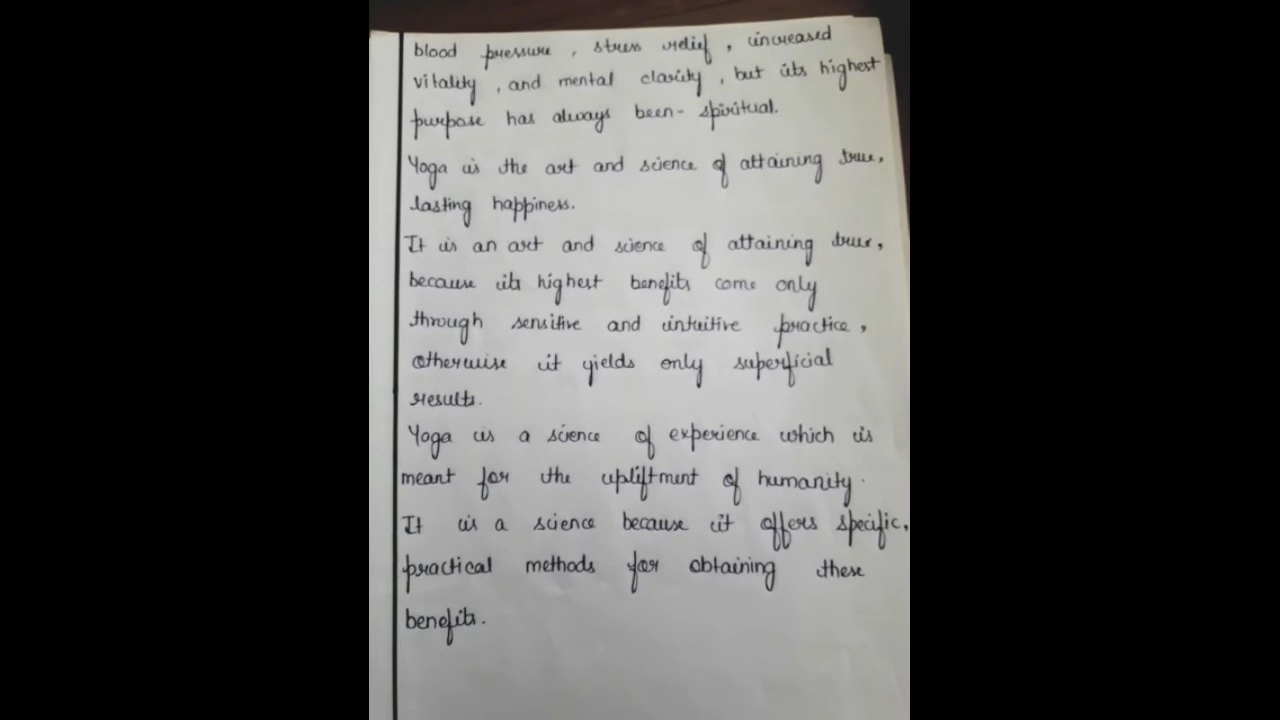 blood pressure, stress relief, increased
vitality, and mental clarity, but its highest
purpose has always been- spiritual.
Yoga is the art and science of attaining true,
lasting happiness.
It is an art and science of attaining true,
because its highest benefits come only
through sensitive and intuitive practice,
otherwise it yields only superficial
results.
Yoga is a science of experience which is
meant for the upliftment of humanity.
It is a science because it offers specific,
practical methods for obtaining these
benefits.